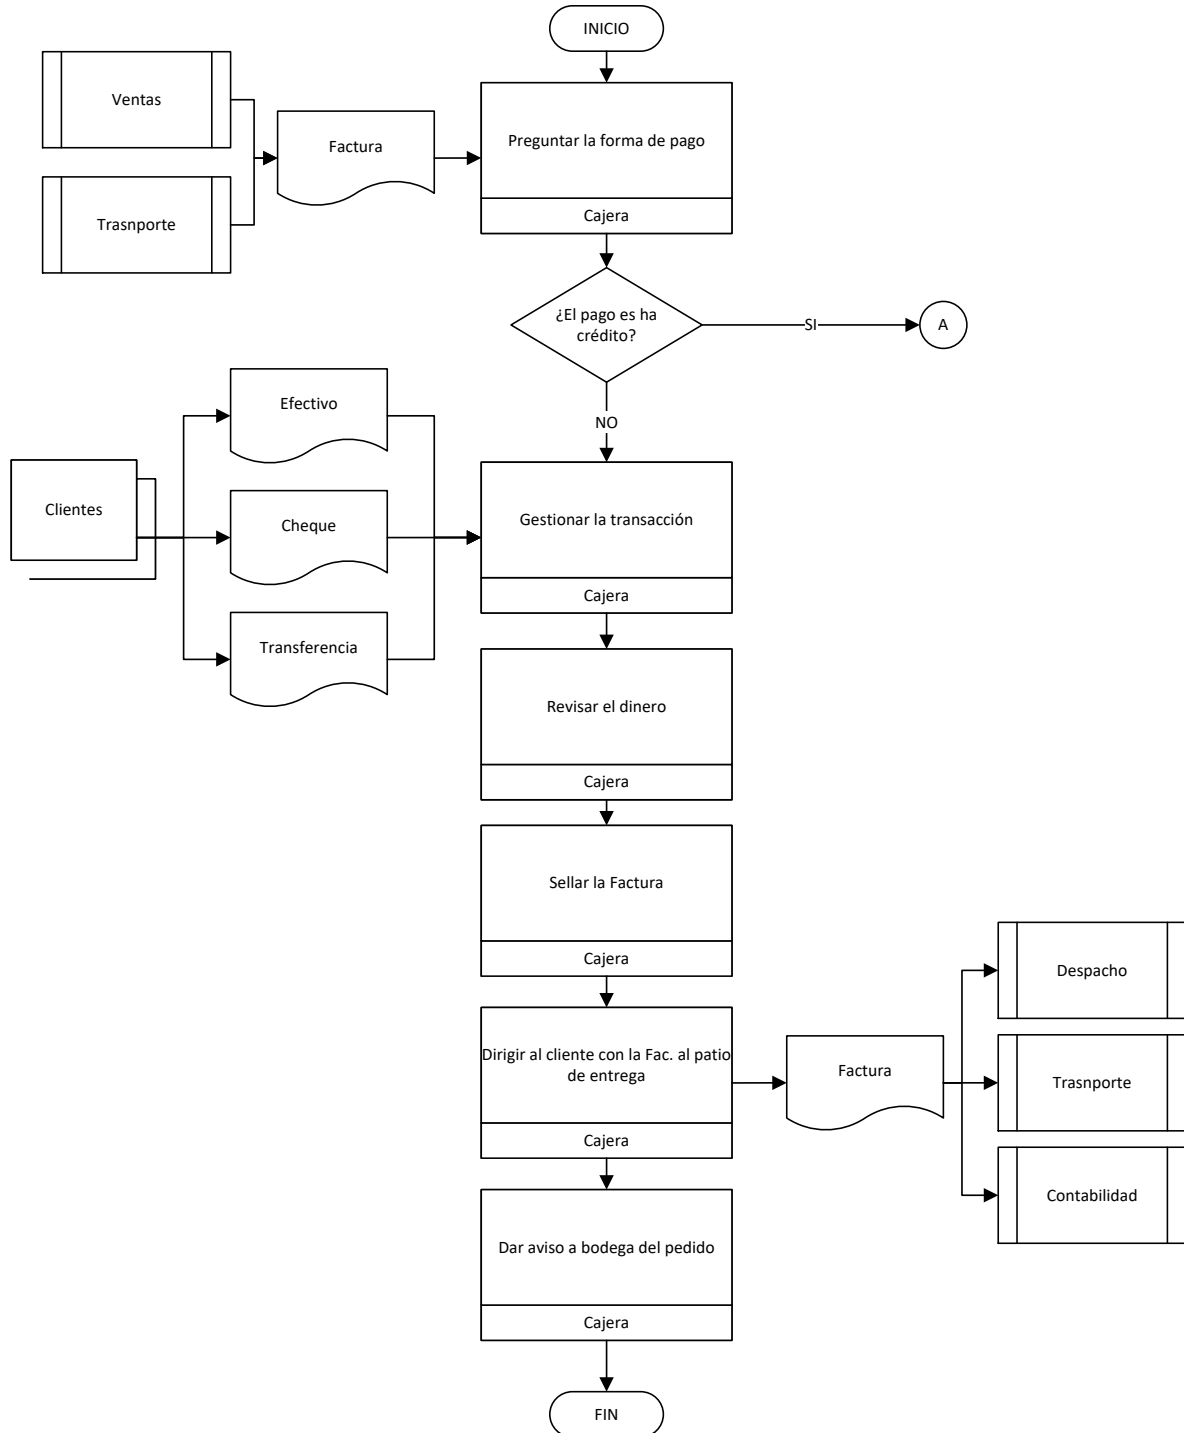 INICIO
Ventas
Trasnporte
Factura
Preguntar la forma de pago
Cajera
¿El pago es ha
crédito?
SI
A
NO
Clientes
Efectivo
Cheque
Transferencia
Gestionar la transacción
Cajera
Revisar el dinero
Cajera
Sellar la Factura
Cajera
Dirigir al cliente con la Fac. al patio
de entrega
Cajera
Factura
Despacho
Trasnporte
Contabilidad
Dar aviso a bodega del pedido
Cajera
FIN